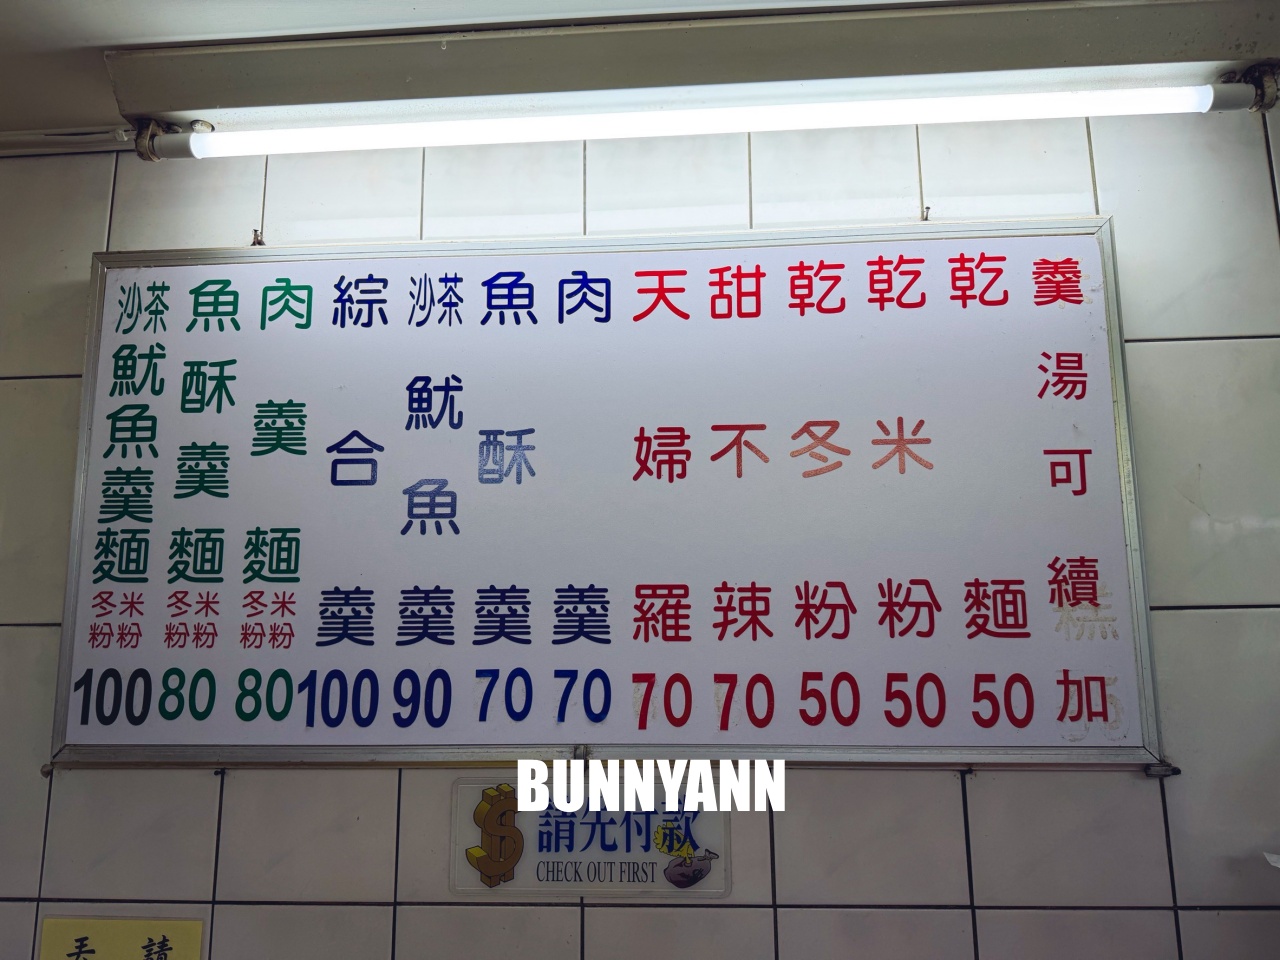 羹湯可續加
乾麵 50
乾米粉 50
乾冬粉 50
甜不辣 70
天婦羅 70
肉羹 70
魚酥羹 70
沙茶魷魚羹 90
綜合羹 100
肉羹麵 冬粉 米粉 80
魚酥羹麵 冬粉 米粉 80
沙茶魷魚羹麵 冬粉 米粉 100
BUNNYANN
請先付款
CHECK OUT FIRST
丟 請